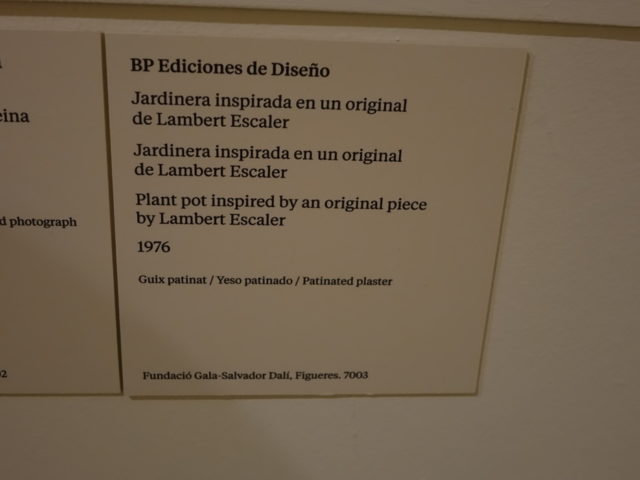 BP Ediciones de Diseño
Jardinera inspirada en un original
de Lambert Escaler
Jardinera inspirada en un original
de Lambert Escaler
Plant pot inspired by an original piece
by Lambert Escaler
1976
Guix patinat / Yeso patinado / Patinated plaster
Fundació Gala-Salvador Dalí, Figueres. 7003
photograph